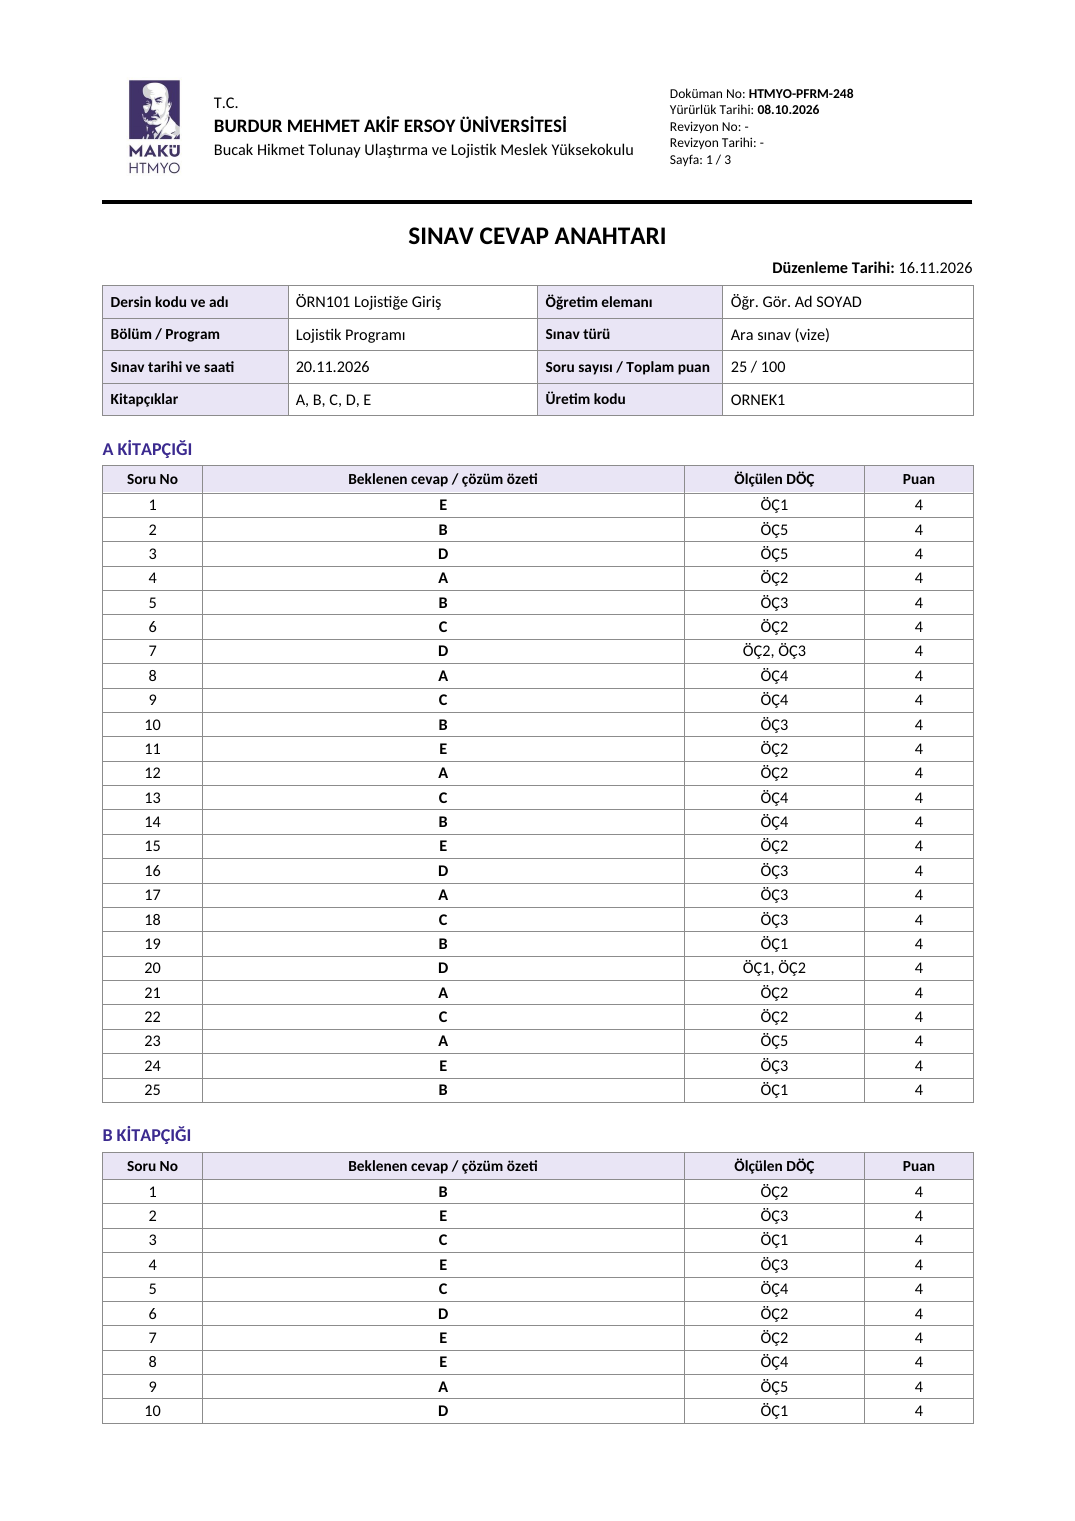 MAKÜ
HTMYO
T.C.
BURDUR MEHMET AKİF ERSOY ÜNİVERSİTESİ
Bucak Hikmet Tolunay Ulaştırma ve Lojistik Meslek Yüksekokulu
Doküman No: HTMYO-PFRM-248
Yürürlük Tarihi: 08.10.2026
Revizyon No: -
Revizyon Tarihi: -
Sayfa: 1 / 3
SINAV CEVAP ANAHTARI
Düzenleme Tarihi: 16.11.2026
Dersin kodu ve adı ÖRN101 Lojistiğe Giriş Öğretim elemanı Öğr. Gör. Ad SOYAD
Bölüm / Program Lojistik Programı Sınav türü Ara sınav (vize)
Sınav tarihi ve saati 20.11.2026 Soru sayısı / Toplam puan 25 / 100
Kitapçıklar A, B, C, D, E Üretim kodu ORNEK1
A KİTAPÇIĞI
Soru No Beklenen cevap / çözüm özeti Ölçülen DÖÇ Puan
1 E ÖÇ1 4
2 B ÖÇ5 4
3 D ÖÇ5 4
4 A ÖÇ2 4
5 B ÖÇ3 4
6 C ÖÇ2 4
7 D ÖÇ2, ÖÇ3 4
8 A ÖÇ4 4
9 C ÖÇ4 4
10 B ÖÇ3 4
11 E ÖÇ2 4
12 A ÖÇ2 4
13 C ÖÇ4 4
14 B ÖÇ4 4
15 E ÖÇ2 4
16 D ÖÇ3 4
17 A ÖÇ3 4
18 C ÖÇ3 4
19 B ÖÇ1 4
20 D ÖÇ1, ÖÇ2 4
21 A ÖÇ2 4
22 C ÖÇ2 4
23 A ÖÇ5 4
24 E ÖÇ3 4
25 B ÖÇ1 4
B KİTAPÇIĞI
Soru No Beklenen cevap / çözüm özeti Ölçülen DÖÇ Puan
1 B ÖÇ2 4
2 E ÖÇ3 4
3 C ÖÇ1 4
4 E ÖÇ3 4
5 C ÖÇ4 4
6 D ÖÇ2 4
7 E ÖÇ2 4
8 E ÖÇ4 4
9 A ÖÇ5 4
10 D ÖÇ1 4